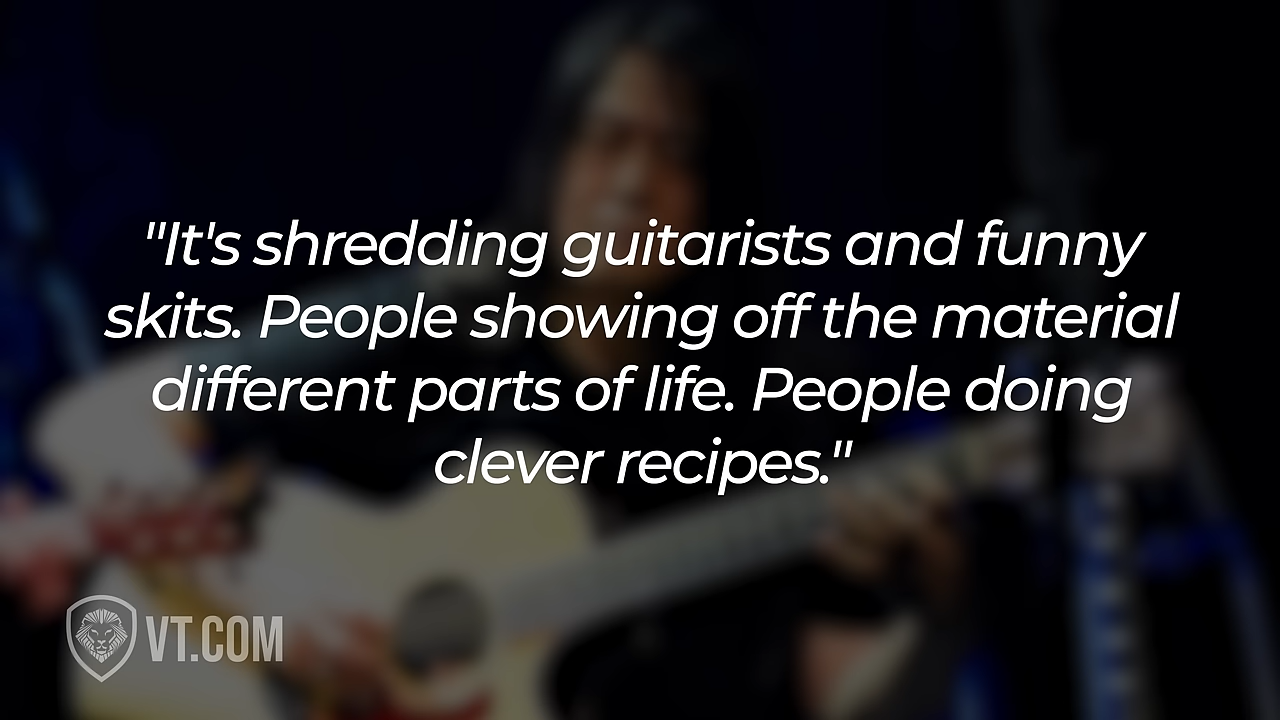 "It's shredding guitarists and funny
skits. People showing off the material
different parts of life. People doing
clever recipes."
VT.COM